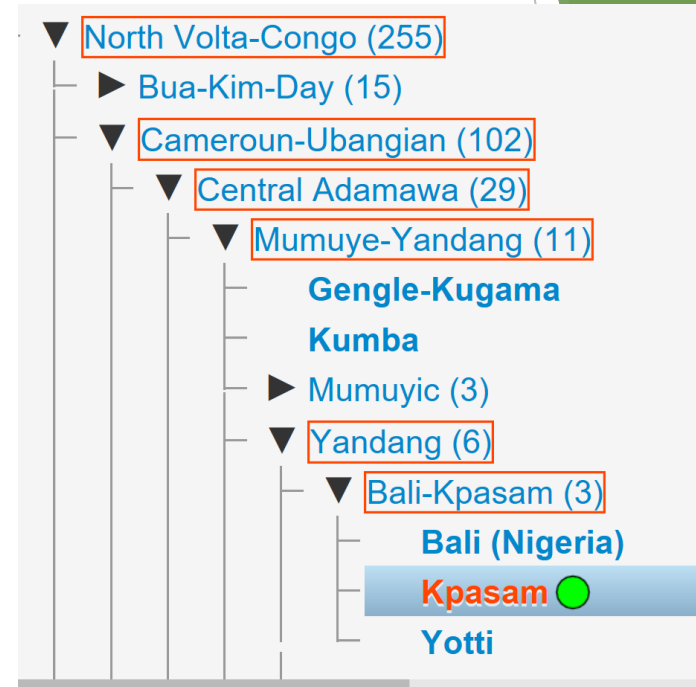 North Volta-Congo (255)
Bua-Kim-Day (15)
Cameroun-Ubangian (102)
Central Adamawa (29)
Mumuye-Yandang (11)
Gengle-Kugama
Kumba
Mumuyic (3)
Yandang (6)
Bali-Kpasam (3)
Bali (Nigeria)
Kpasam
Yotti